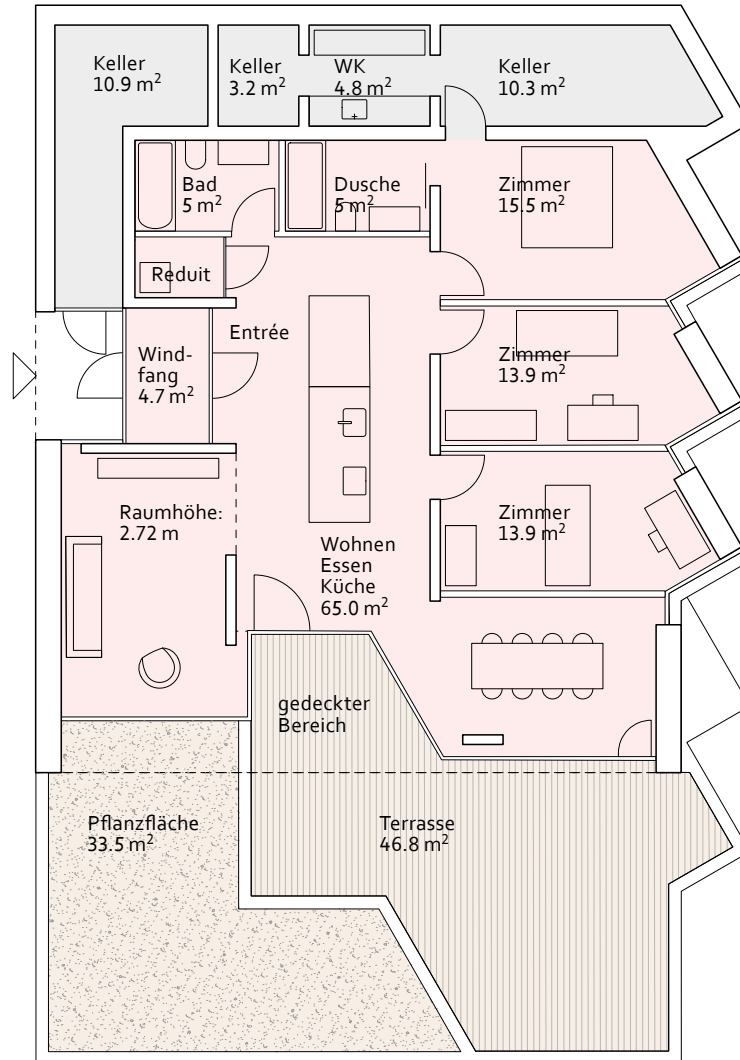 Keller
10.9 m²
Keller
3.2 m²
WK
4.8 m²
Keller
10.3 m²
Bad
5 m²
Dusche
5 m²
Zimmer
15.5 m²
Reduit
Entrée
Wind-
fang
4.7 m²
Zimmer
13.9 m²
Raumhöhe:
2.72 m
Zimmer
13.9 m²
Wohnen
Essen
Küche
65.0 m²
gedeckter
Bereich
Pflanzfläche
33.5 m²
Terrasse
46.8 m²